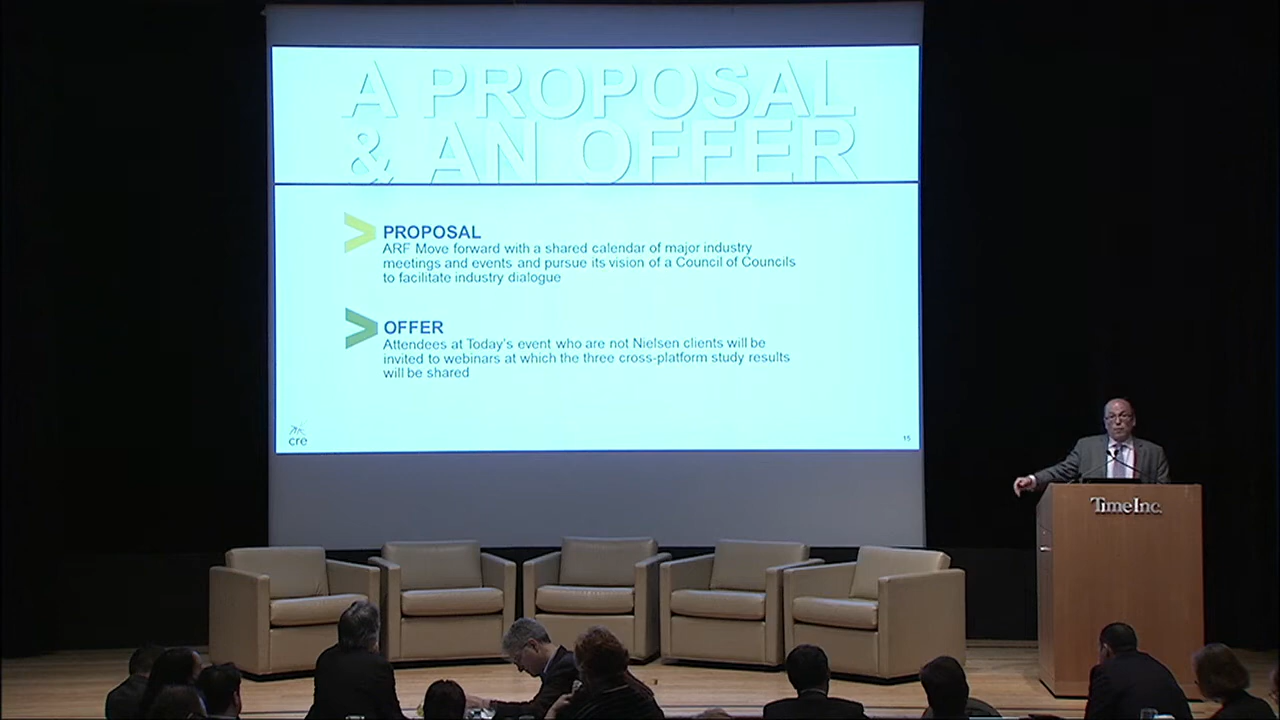 A PROPOSAL
& AN OFFER
PROPOSAL
ARF Move forward with a shared calendar of major industry
meetings and events and pursue its vision of a Council of Councils
to facilitate industry dialogue
OFFER
Attendees at Today's event who are not Nielsen clients will be
invited to webinars at which the three cross-platform study results
will be shared
cre
15
TimeInc.